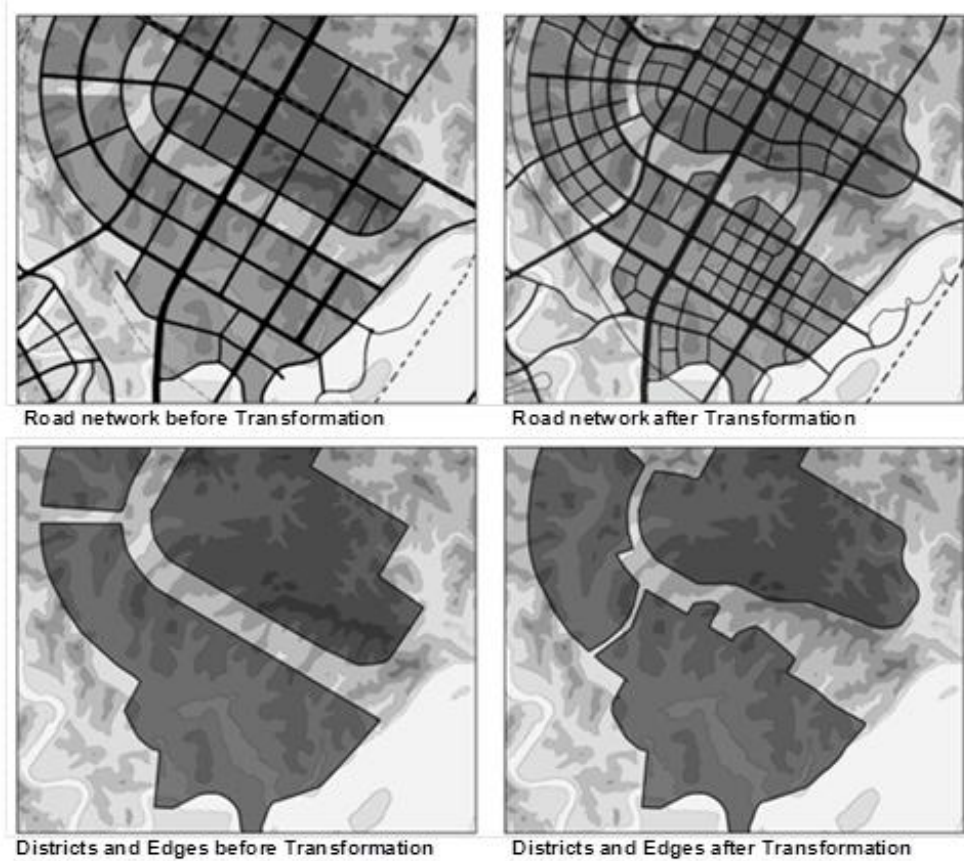 Road network before Transformation
Road network after Transformation
Districts and Edges before Transformation
Districts and Edges after Transformation